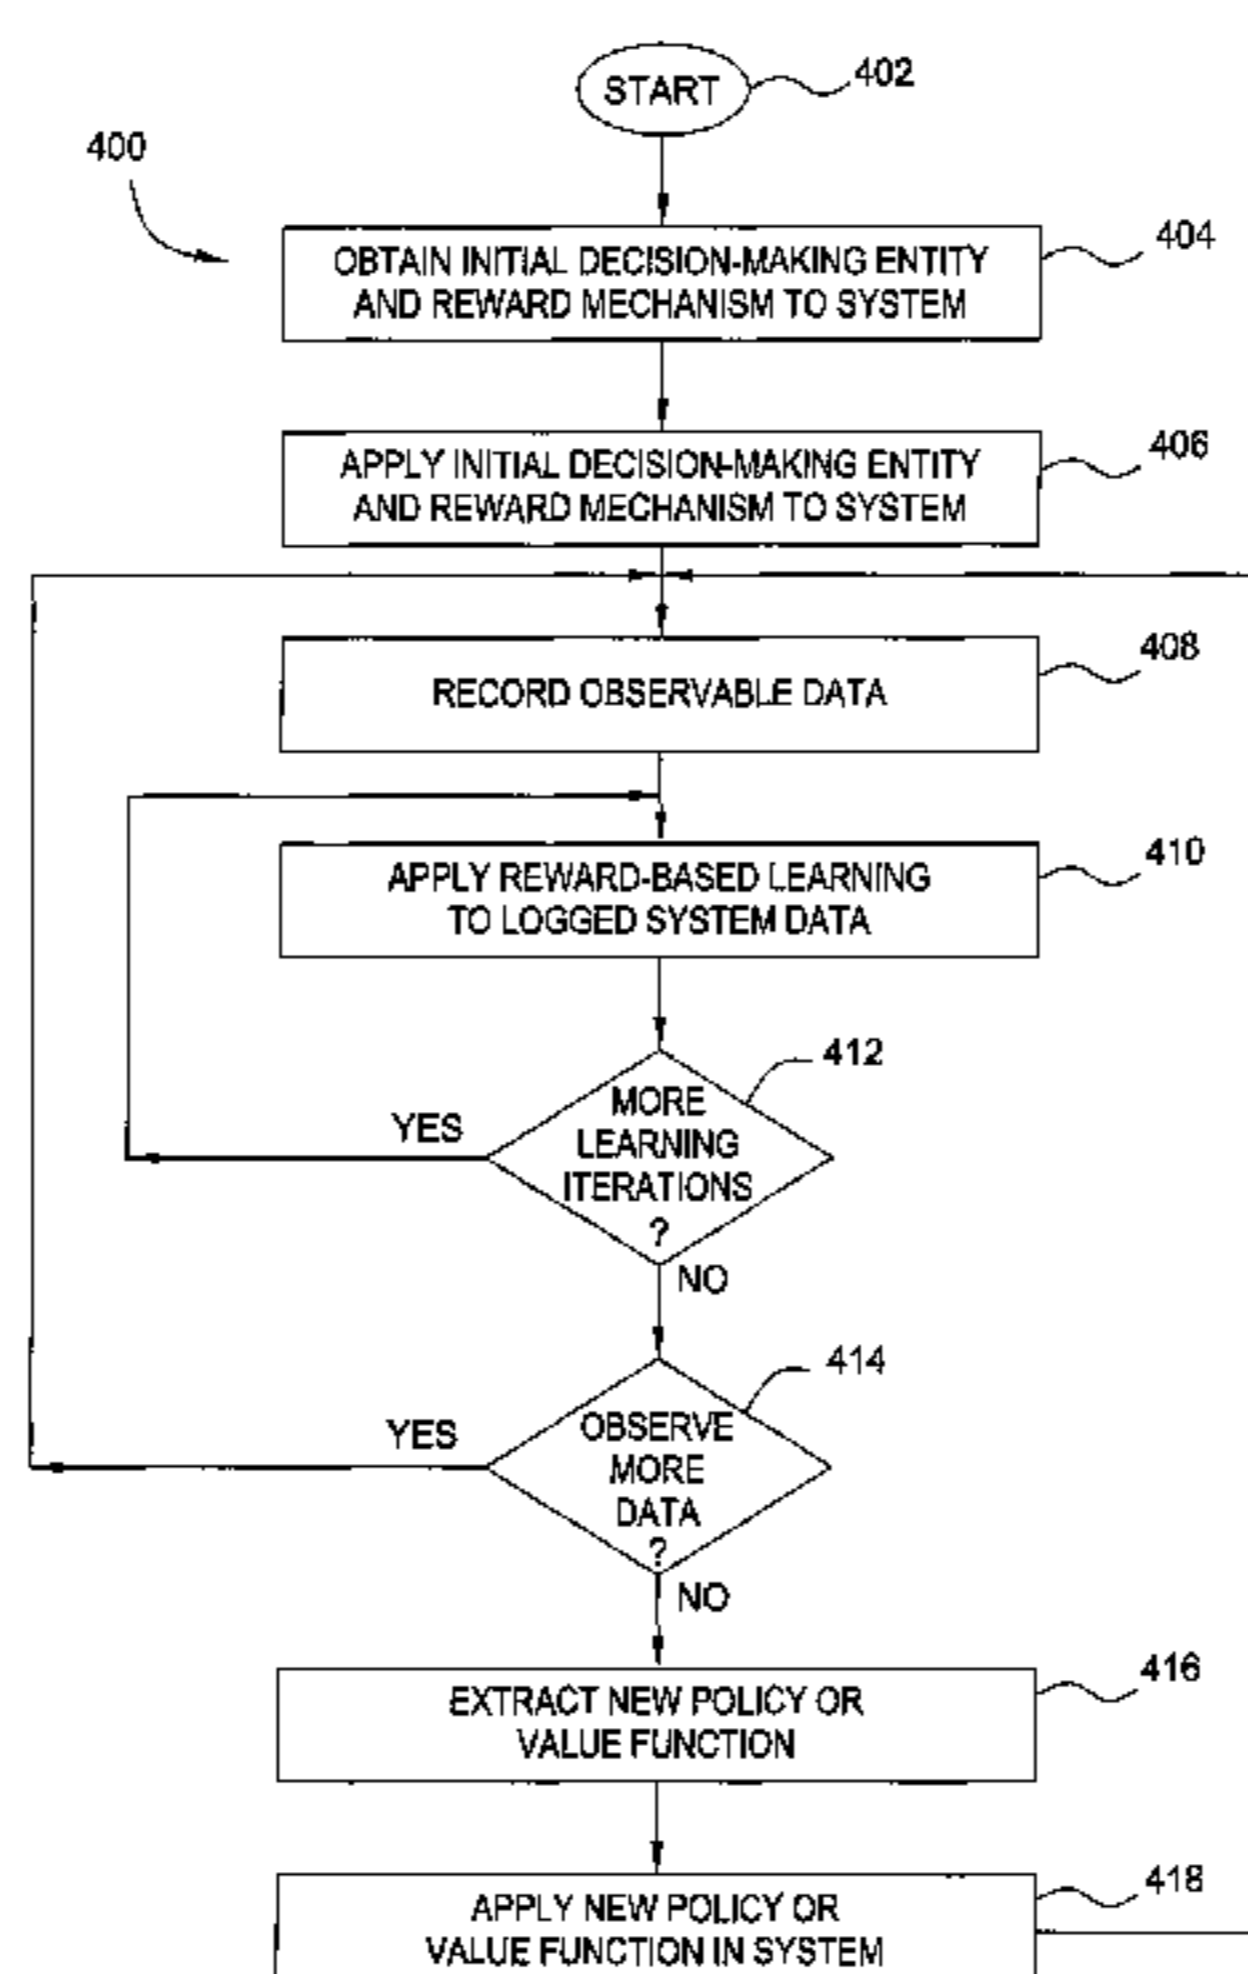 START
402
400
OBTAIN INITIAL DECISION-MAKING ENTITY
AND REWARD MECHANISM TO SYSTEM
404
APPLY INITIAL DECISION-MAKING ENTITY
AND REWARD MECHANISM TO SYSTEM
406
RECORD OBSERVABLE DATA
408
APPLY REWARD-BASED LEARNING
TO LOGGED SYSTEM DATA
410
MORE
LEARNING
ITERATIONS
?
412
YES
NO
OBSERVE
MORE
DATA
?
414
YES
NO
EXTRACT NEW POLICY OR
VALUE FUNCTION
416
APPLY NEW POLICY OR
VALUE FUNCTION IN SYSTEM
418